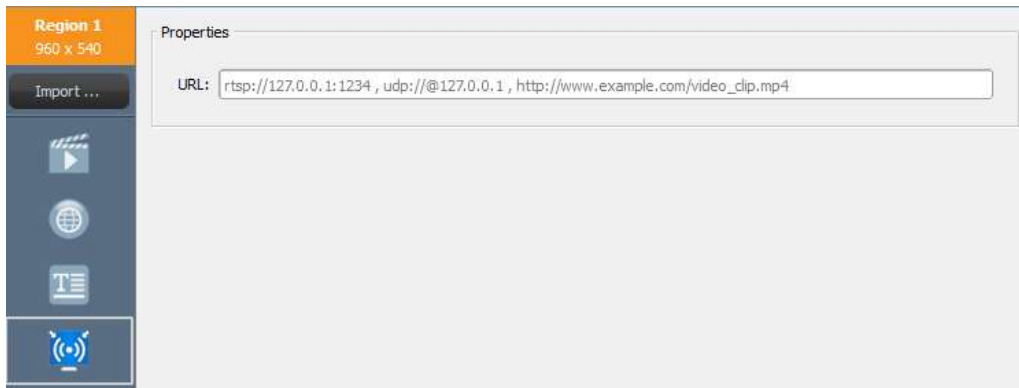 Region 1
960 x 540
Import ...
Properties
URL: rtsp://127.0.0.1:1234 , udp://@127.0.0.1 , http://www.example.com/video_clip.mp4
T